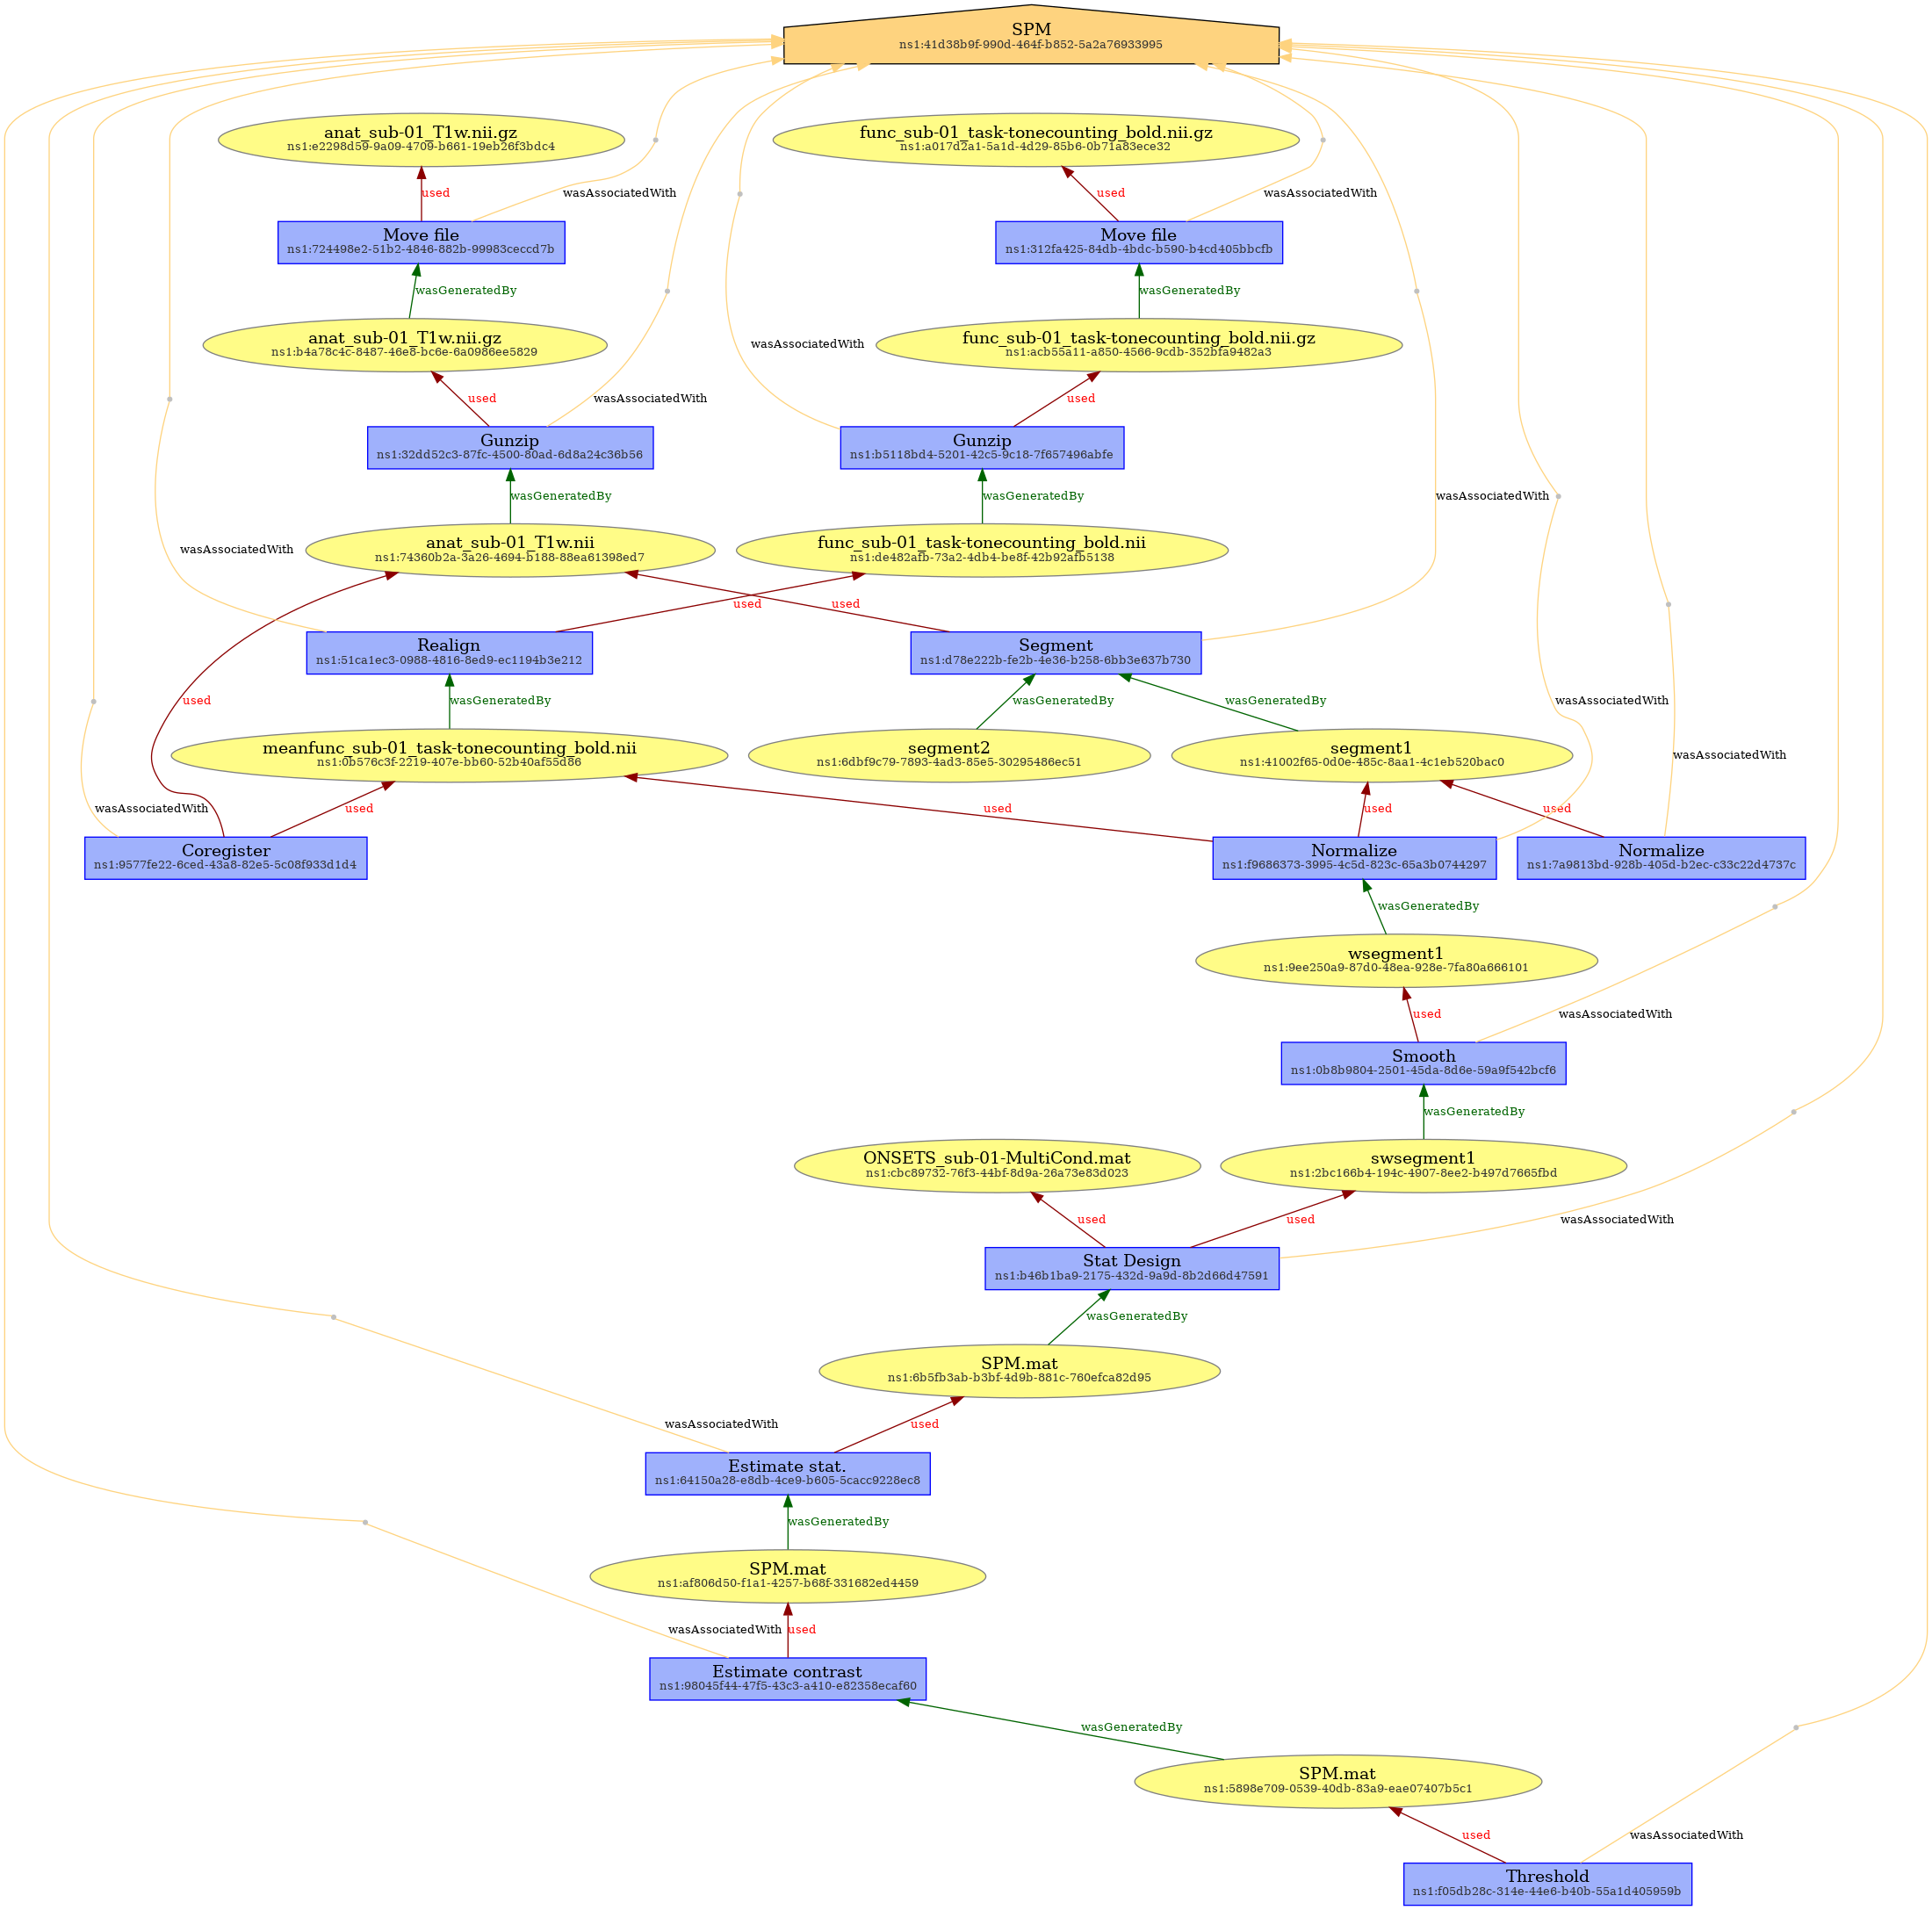 SPM
ns1:41d38b9f-990d-464f-b852-5a2a76933995
anat_sub-01_T1w.nii.gz
ns1:e2298d59-9a09-4709-b661-19eb26f3bdc4
func_sub-01_task-tonecounting_bold.nii.gz
ns1:a017d2a1-5a1d-4d29-85b6-0b71a83ece32
used
wasAssociatedWith
used
wasAssociatedWith
Move file
ns1:724498e2-51b2-4846-882b-99983ceccd7b
Move file
ns1:312fa425-84db-4bdc-b590-b4cd405bbcfb
wasGeneratedBy
wasGeneratedBy
anat_sub-01_T1w.nii.gz
ns1:b4a78c4c-8487-46e8-bc6e-6a0986ee5829
wasAssociatedWith
func_sub-01_task-tonecounting_bold.nii.gz
ns1:acb55a11-a850-4566-9cdb-352bfa9482a3
used
wasAssociatedWith
used
Gunzip
ns1:32dd52c3-87fc-4500-80ad-6d8a24c36b56
Gunzip
ns1:b5118bd4-5201-42c5-9c18-7f657496abfe
wasGeneratedBy
wasGeneratedBy
wasAssociatedWith
wasAssociatedWith
anat_sub-01_T1w.nii
ns1:74360b2a-3a26-4694-b188-88ea61398ed7
func_sub-01_task-tonecounting_bold.nii
ns1:de482afb-73a2-4db4-be8f-42b92afb5138
used
used
Realign
ns1:51ca1ec3-0988-4816-8ed9-ec1194b3e212
Segment
ns1:d78e222b-fe2b-4e36-b258-6bb3e637b730
used
wasGeneratedBy
wasGeneratedBy
wasGeneratedBy
wasAssociatedWith
meanfunc_sub-01_task-tonecounting_bold.nii
ns1:0b576c3f-2219-407e-bb60-52b40af55d86
segment2
ns1:6dbf9c79-7893-4ad3-85e5-30295486ec51
segment1
ns1:41002f65-0d0e-485c-8aa1-4c1eb520bac0
wasAssociatedWith
wasAssociatedWith
used
used
used
used
Coregister
ns1:9577fe22-6ced-43a8-82e5-5c08f933d1d4
Normalize
ns1:f9686373-3995-4c5d-823c-65a3b0744297
Normalize
ns1:7a9813bd-928b-405d-b2ec-c33c22d4737c
wasGeneratedBy
wsegment1
ns1:9ee250a9-87d0-48ea-928e-7fa80a666101
used
wasAssociatedWith
Smooth
ns1:0b8b9804-2501-45da-8d6e-59a9f542bcf6
wasGeneratedBy
ONSETS_sub-01-MultiCond.mat
ns1:cbc89732-76f3-44bf-8d9a-26a73e83d023
swsegment1
ns1:2bc166b4-194c-4907-8ee2-b497d7665fbd
used
used
wasAssociatedWith
Stat Design
ns1:b46b1ba9-2175-432d-9a9d-8b2d66d47591
wasGeneratedBy
SPM.mat
ns1:6b5fb3ab-b3bf-4d9b-881c-760efca82d95
wasAssociatedWith
used
Estimate stat.
ns1:64150a28-e8db-4ce9-b605-5cacc9228ec8
wasGeneratedBy
SPM.mat
ns1:af806d50-f1a1-4257-b68f-331682ed4459
wasAssociatedWith
used
Estimate contrast
ns1:98045f44-47f5-43c3-a410-e82358ecaf60
wasGeneratedBy
SPM.mat
ns1:5898e709-0539-40db-83a9-eae07407b5c1
used
wasAssociatedWith
Threshold
ns1:f05db28c-314e-44e6-b40b-55a1d405959b